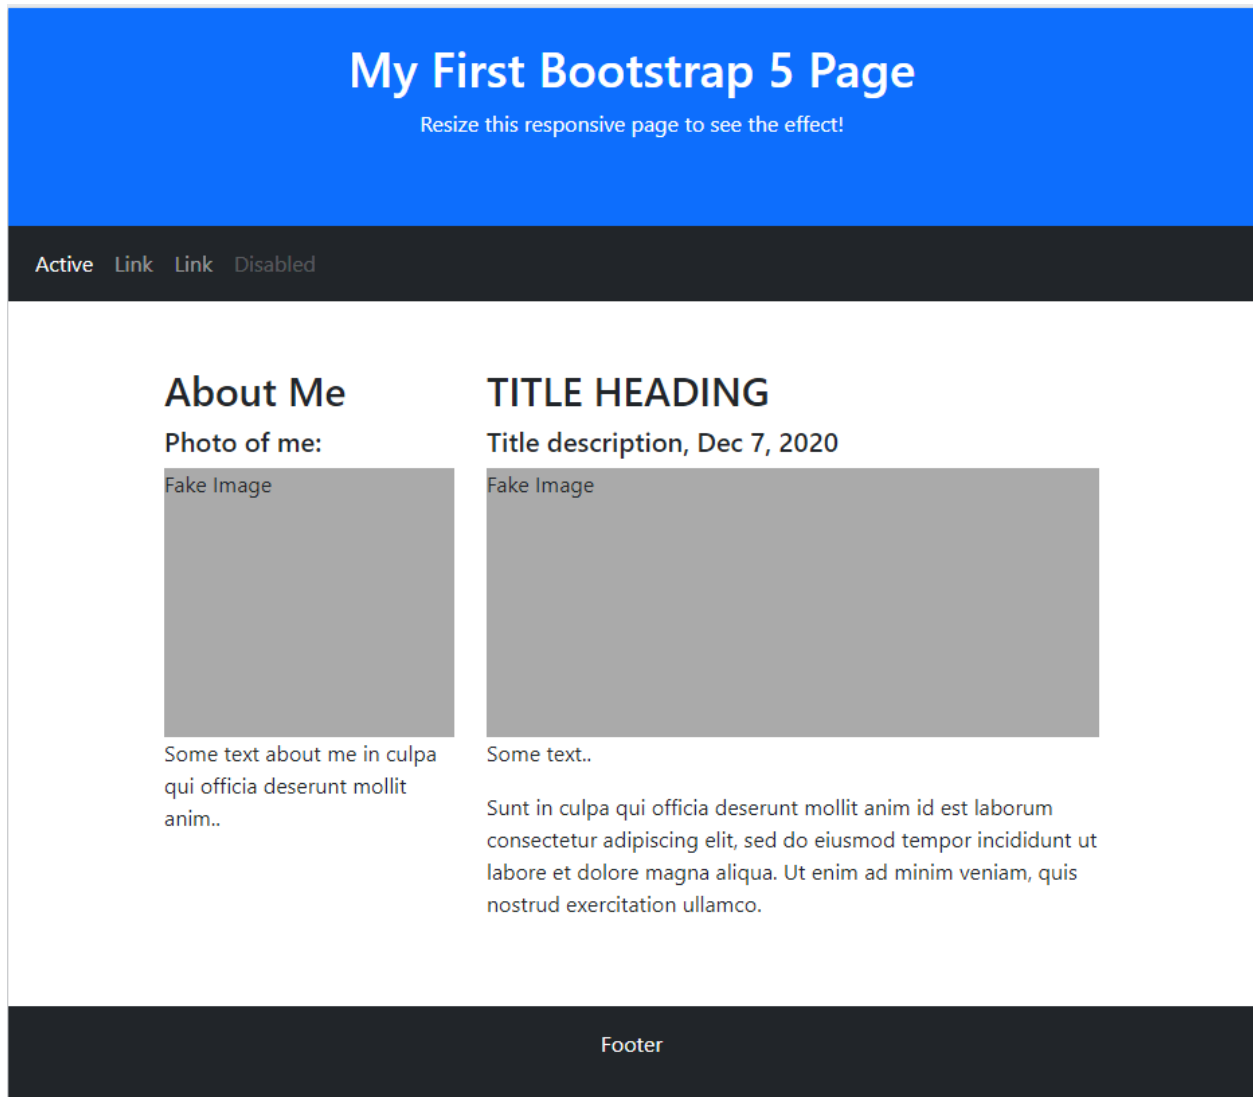 My First Bootstrap 5 Page
Resize this responsive page to see the effect!
Active Link Link Disabled
About Me
Photo of me:
Fake Image
Some text about me in culpa
qui officia deserunt mollit
anim..
TITLE HEADING
Title description, Dec 7, 2020
Fake Image
Some text..
Sunt in culpa qui officia deserunt mollit anim id est laborum
consectetur adipiscing elit, sed do eiusmod tempor incididunt ut
labore et dolore magna aliqua. Ut enim ad minim veniam, quis
nostrud exercitation ullamco.
Footer